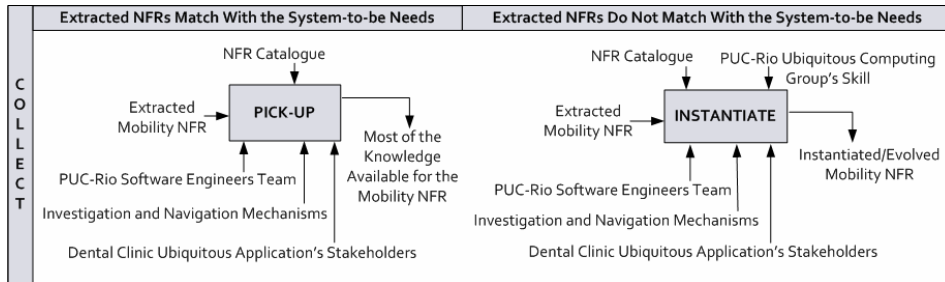 Extracted NFRs Match With the System-to-be Needs
Extracted NFRs Do Not Match With the System-to-be Needs
COLLECT
NFR Catalogue
Extracted
Mobility NFR
PICK-UP
Most of the
Knowledge
Available for the
Mobility NFR
PUC-Rio Software Engineers Team
Investigation and Navigation Mechanisms
Dental Clinic Ubiquitous Application's Stakeholders
NFR Catalogue
PUC-Rio Ubiquitous Computing
Group's Skill
Extracted
Mobility NFR
INSTANTIATE
Instantiated/Evolved
Mobility NFR
PUC-Rio Software Engineers Team
Investigation and Navigation Mechanisms
Dental Clinic Ubiquitous Application's Stakeholders